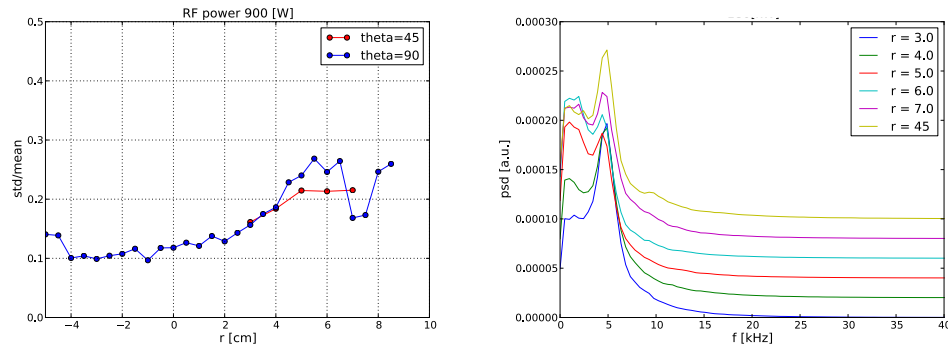 RF power 900 [W]
theta=45
theta=90
std/mean
0.5
0.4
0.3
0.2
0.1
0.0
−4 −2 0 2 4 6 8 10
r [cm]
0.00030
0.00025
0.00020
0.00015
0.00010
0.00005
0.00000
psd [a.u.]
r = 3.0
r = 4.0
r = 5.0
r = 6.0
r = 7.0
r = 45
0 5 10 15 20 25 30 35 40
f [kHz]